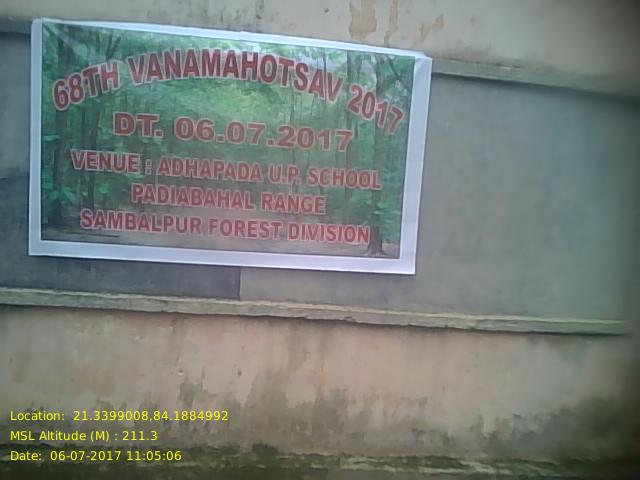 68TH VANAMAHOTSAV 2017
DT. 06.07.2017
VENUE : ADHAPADA U.P. SCHOOL
PADIABAHAL RANGE
SAMBALPUR FOREST DIVISION
Location: 21.3399008,84.1884992
MSL Altitude (M) : 211.3
Date: 06-07-2017 11:05:06